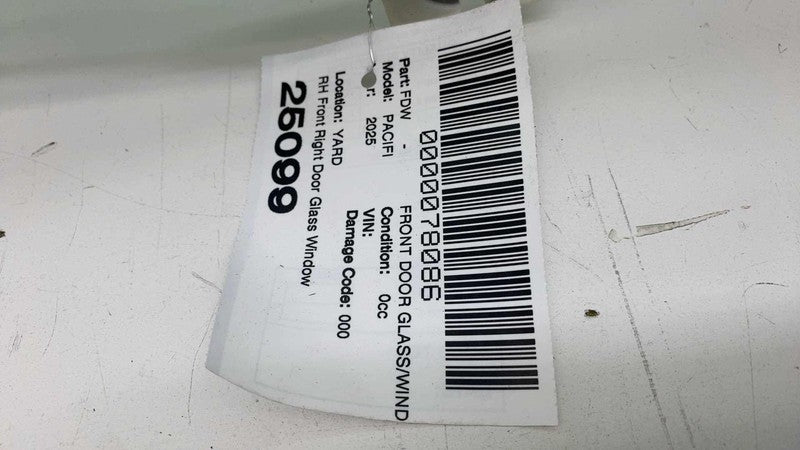 0000078086
Part: FDW - FRONT DOOR GLASS/WIND
Model: PACIFI Condition: 0cc
r: 2025 VIN:
Location: YARD Damage Code: 000
RH Front Right Door Glass Window
25099